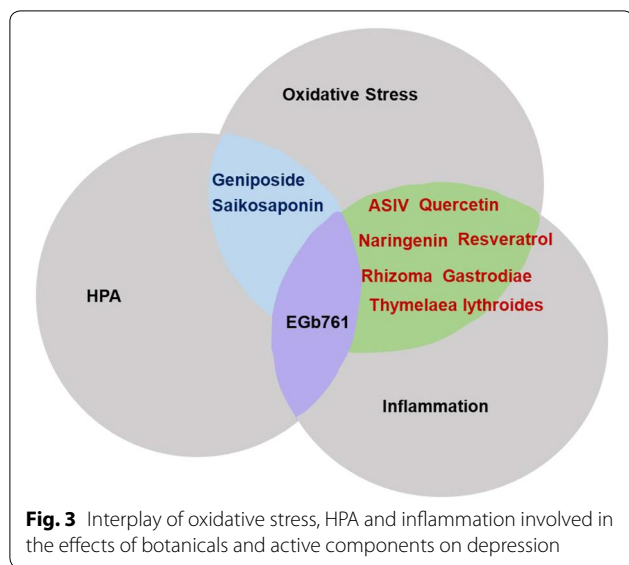 Oxidative Stress
Geniposide
Saikosaponin
ASIV Quercetin
Naringenin Resveratrol
HPA
Rhizoma Gastrodiae
Thymelaea lythroides
EGb761
Inflammation
Fig. 3 Interplay of oxidative stress, HPA and inflammation involved in
the effects of botanicals and active components on depression